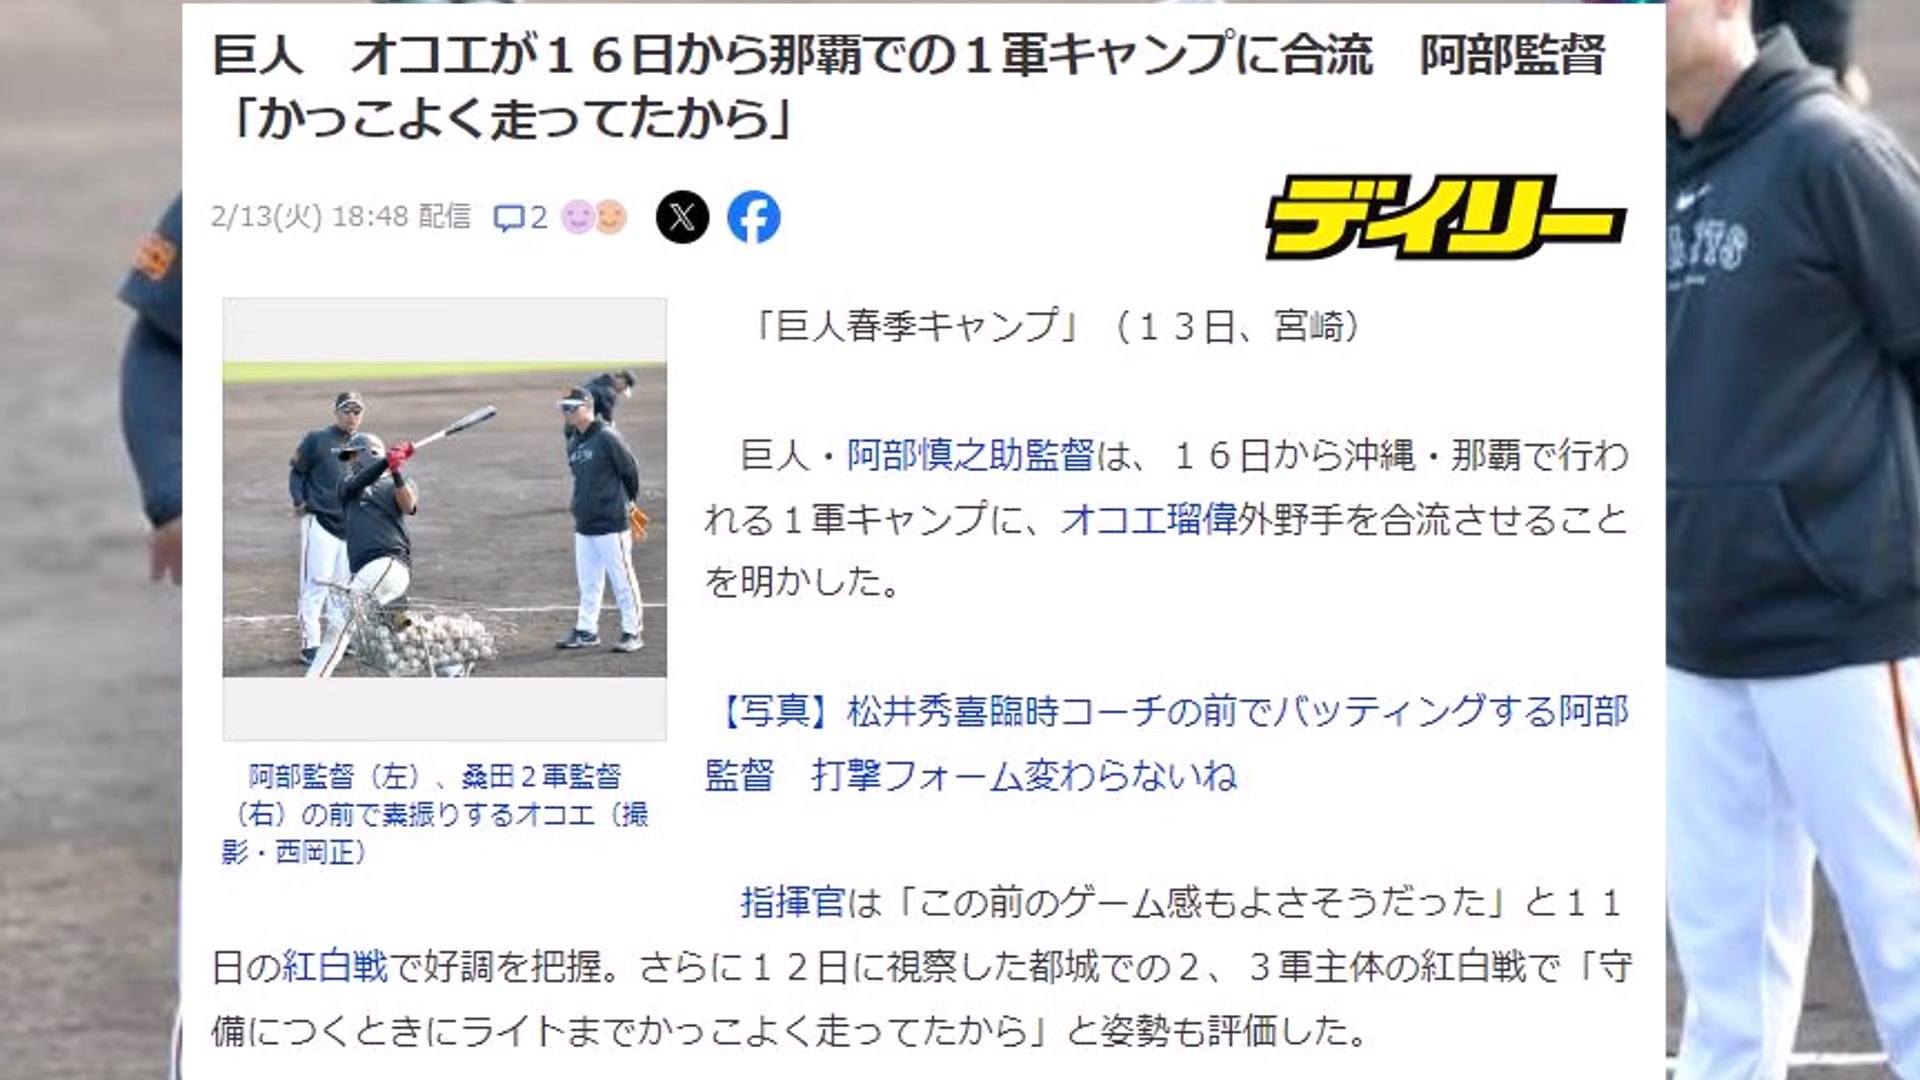 巨人　オコエが１６日から那覇での１軍キャンプに合流　阿部監督
「かっこよく走ってたから」
2/13(火) 18:48 配信 2
デイリー
「巨人春季キャンプ」（１３日、宮崎）
巨人・阿部慎之助監督は、１６日から沖縄・那覇で行わ
れる１軍キャンプに、オコエ瑠偉外野手を合流させること
を明かした。
【写真】松井秀喜臨時コーチの前でバッティングする阿部
監督　打撃フォーム変わらないね
阿部監督（左）、桑田２軍監督
（右）の前で素振りするオコエ（撮
影・西岡正）
指揮官は「この前のゲーム感もよさそうだった」と１１
日の紅白戦で好調を把握。さらに１２日に視察した都城での２、３軍主体の紅白戦で「守
備につくときにライトまでかっこよく走ってたから」と姿勢も評価した。